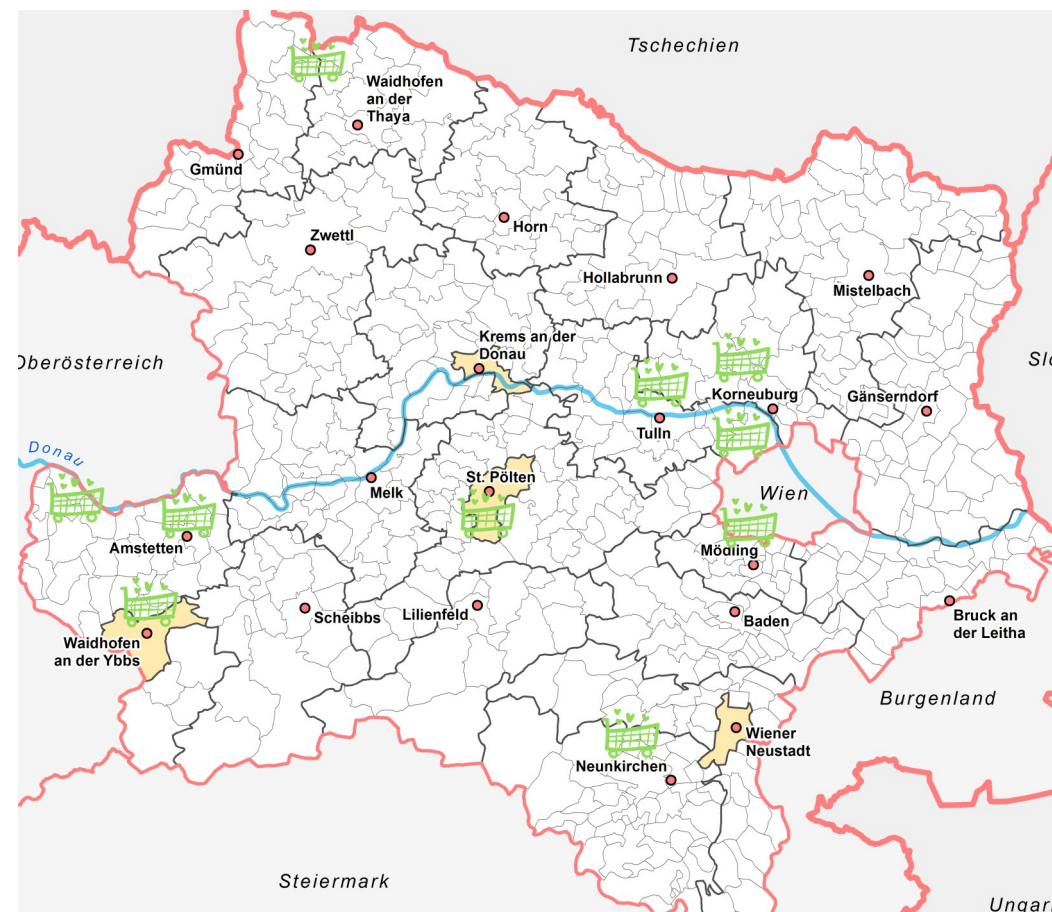 Tschechien
Waidhofen
an der
Thaya
Gmünd
Horn
Zwettl
Hollabrunn
Mistelbach
Krems an der
Donau
Oberösterreich
Korneuburg
Gänserndorf
Tulln
Donau
St. Pölten
Melk
Wien
Amstetten
Mödling
Scheibbs
Lilienfeld
Baden
Bruck an
der Leitha
Waidhofen
an der Ybbs
Burgenland
Wiener
Neustadt
Neunkirchen
Steiermark